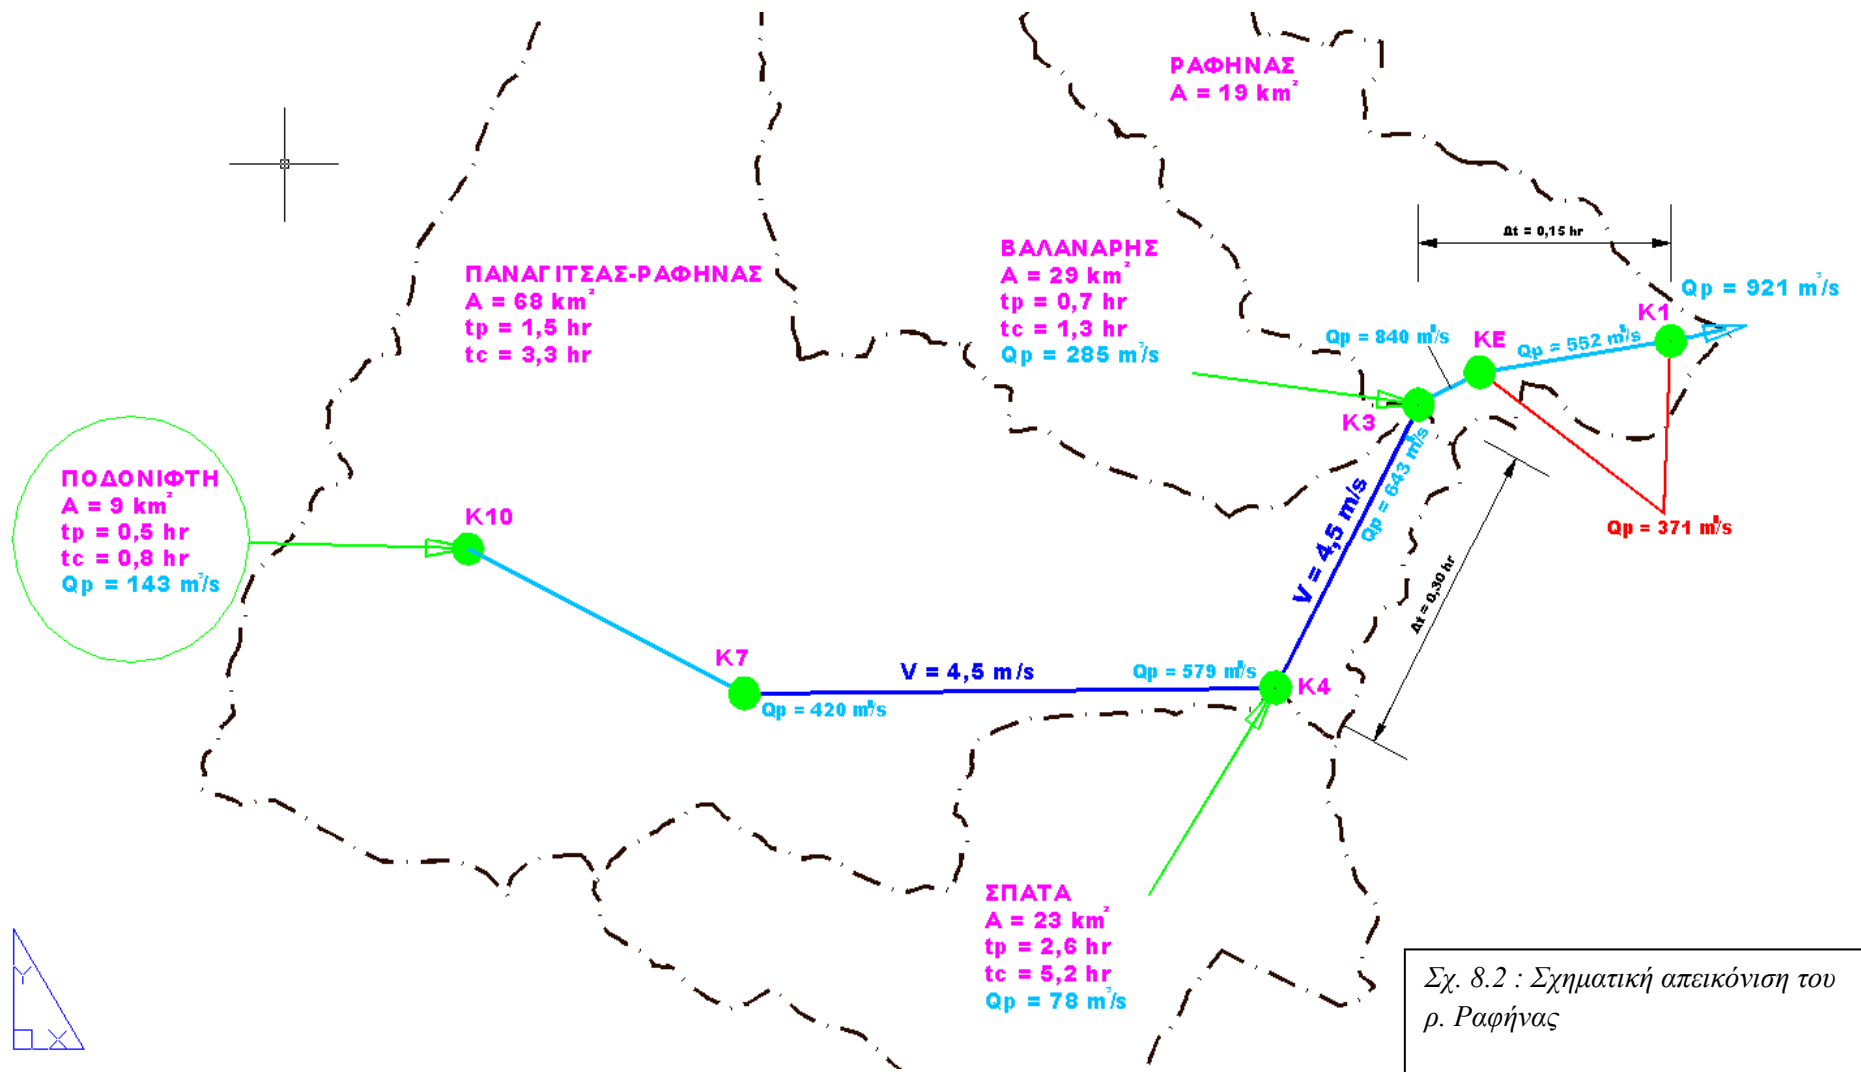 ΡΑΦΗΝΑΣ
A = 19 km²
Δt = 0,15 hr
ΒΑΛΑΝΑΡΗΣ
A = 29 km²
tp = 0,7 hr
tc = 1,3 hr
Qp = 285 m³/s
ΠΑΝΑΓΙΤΣΑΣ-ΡΑΦΗΝΑΣ
A = 68 km²
tp = 1,5 hr
tc = 3,3 hr
Qp = 921 m³/s
K1
Qp = 840 m³/s
KE
Qp = 552 m³/s
K3
Qp = 643 m³/s
V = 4,5 m/s
Qp = 371 m³/s
Δt = 0,30 hr
ΠΟΔΟΝΙΦΤΗ
A = 9 km²
tp = 0,5 hr
tc = 0,8 hr
Qp = 143 m³/s
K10
K7
V = 4,5 m/s
Qp = 579 m³/s
K4
Qp = 420 m³/s
ΣΠΑΤΑ
A = 23 km²
tp = 2,6 hr
tc = 5,2 hr
Qp = 78 m³/s
Y
X
Σχ. 8.2 : Σχηματική απεικόνιση του
ρ. Ραφήνας